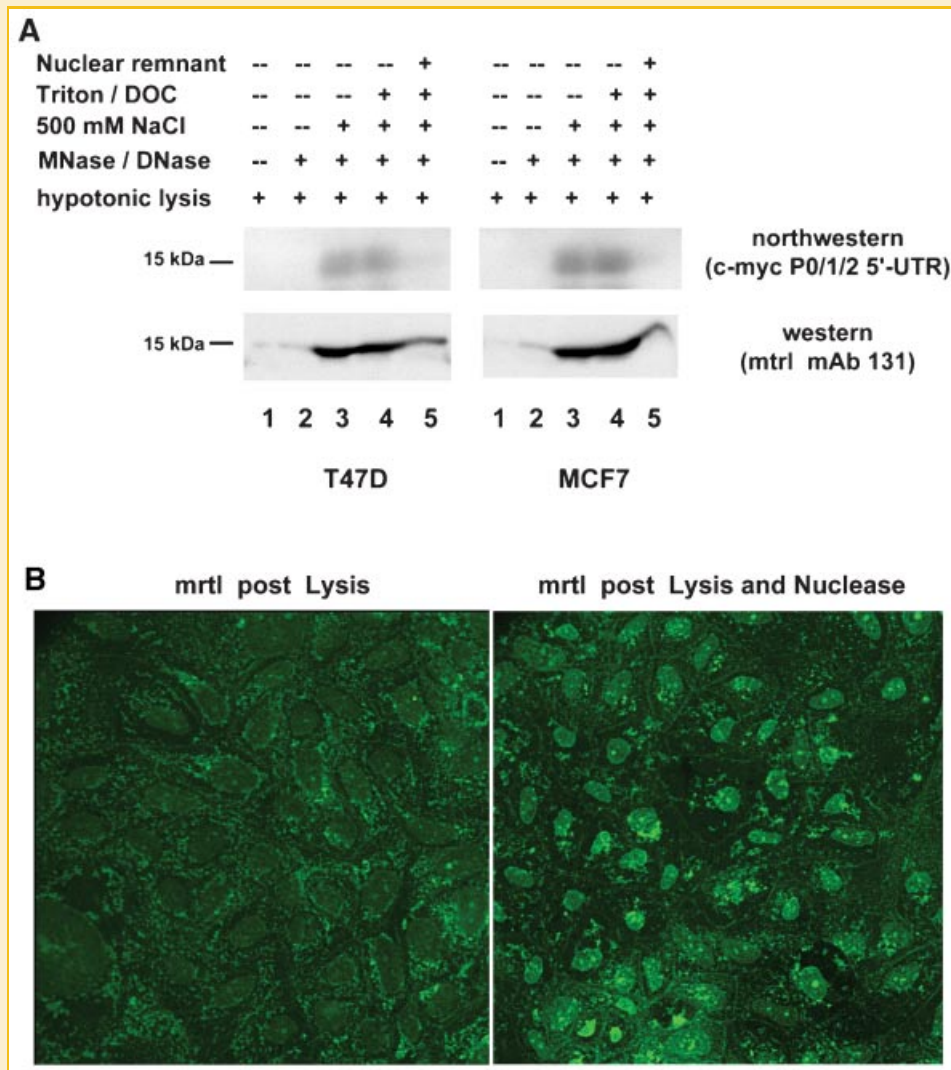 A
Nuclear remnant -- -- -- -- + -- -- -- -- +
Triton / DOC -- -- -- + + -- -- -- + +
500 mM NaCl -- -- + + + -- -- + + +
MNase / DNase -- + + + + -- + + + +
hypotonic lysis + + + + + + + + + +
15 kDa
northwestern
(c-myc P0/1/2 5'-UTR)
15 kDa
western
(mtrl mAb 131)
1 2 3 4 5 1 2 3 4 5
T47D MCF7
B
mrtl post Lysis mrtl post Lysis and Nuclease